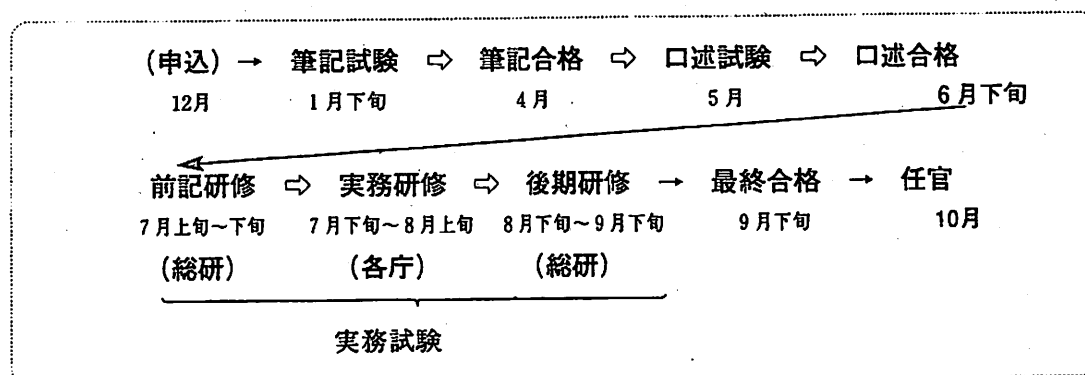 (申込) → 筆記試験 ⇨ 筆記合格 ⇨ 口述試験 ⇨ 口述合格
12月 1月下旬 4月 5月 6月下旬
前記研修 ⇨ 実務研修 ⇨ 後期研修 → 最終合格 → 任官
7月上旬～下旬 7月下旬～8月上旬 8月下旬～9月下旬 9月下旬 10月
(総研) (各庁) (総研)
実務試験